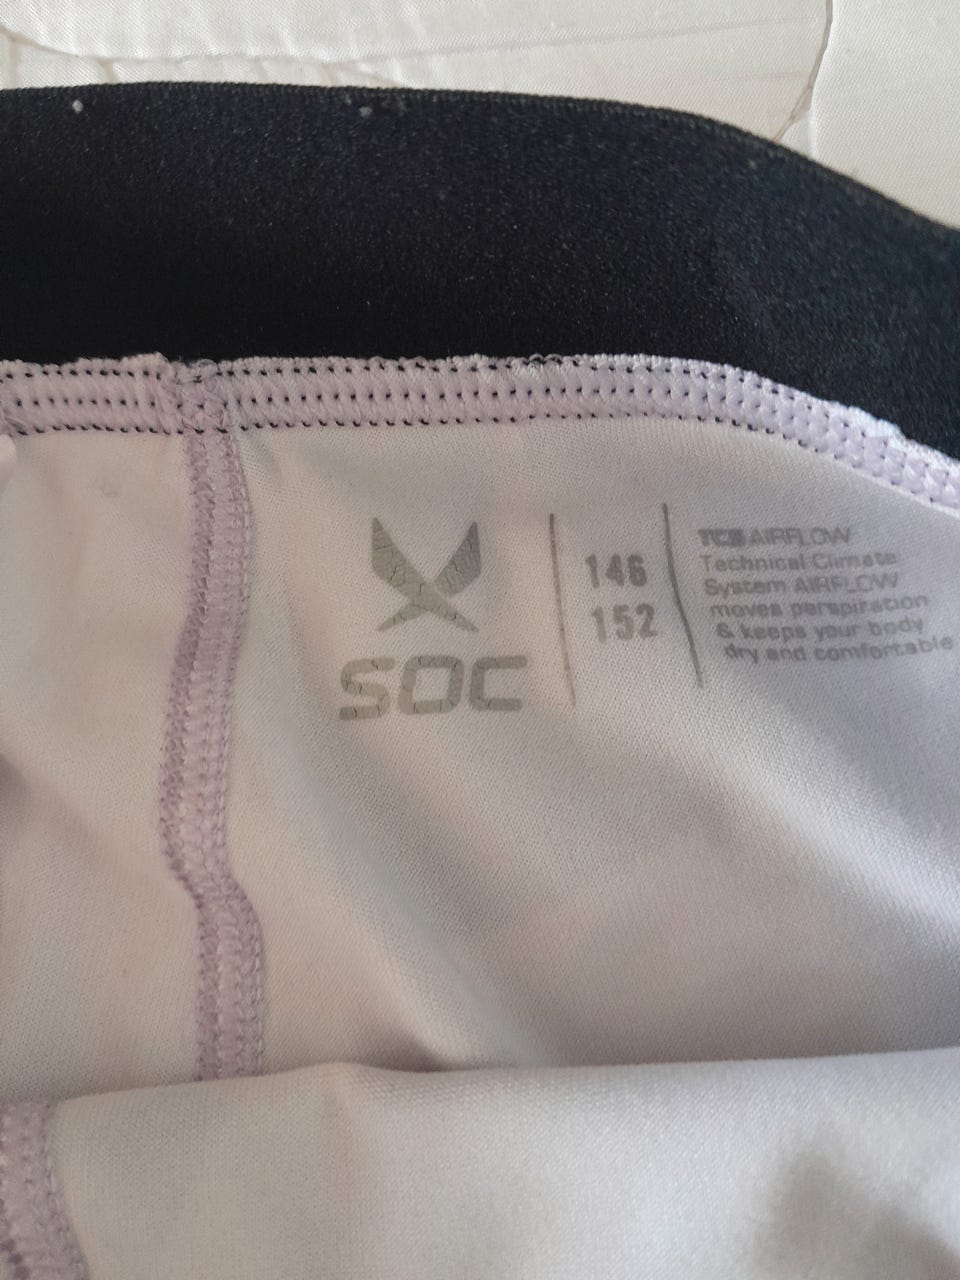 SOC
146
152
TCS AIRFLOW
Technical Climate
System AIRFLOW
moves perspiration
& keeps your body
dry and comfortable